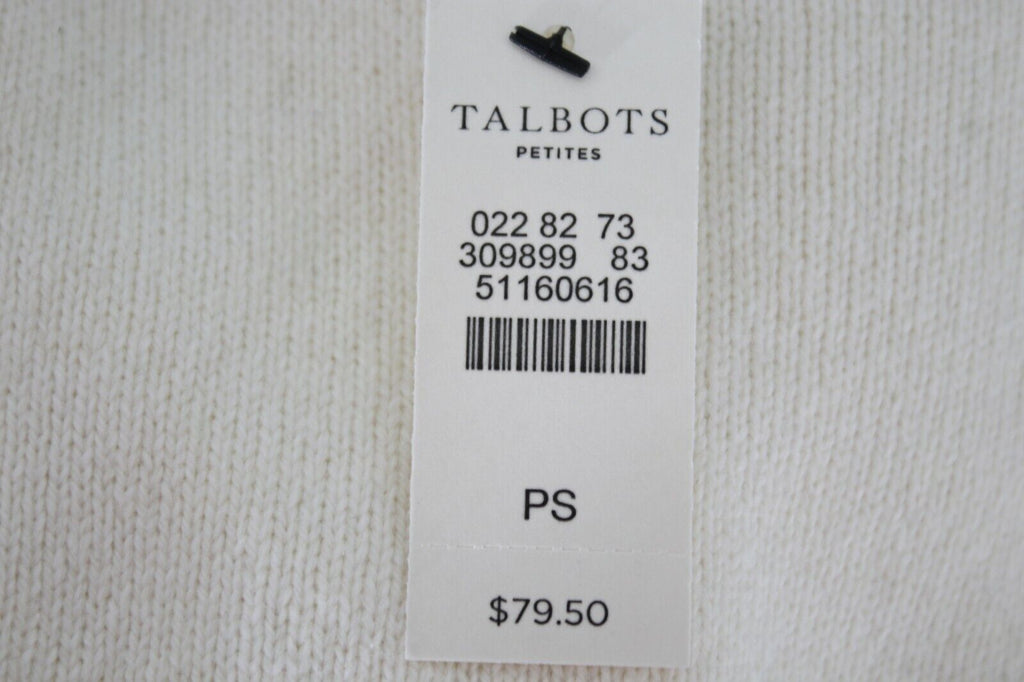 TALBOTS
PETITES
022 82 73
309899 83
51160616
PS
$79.50